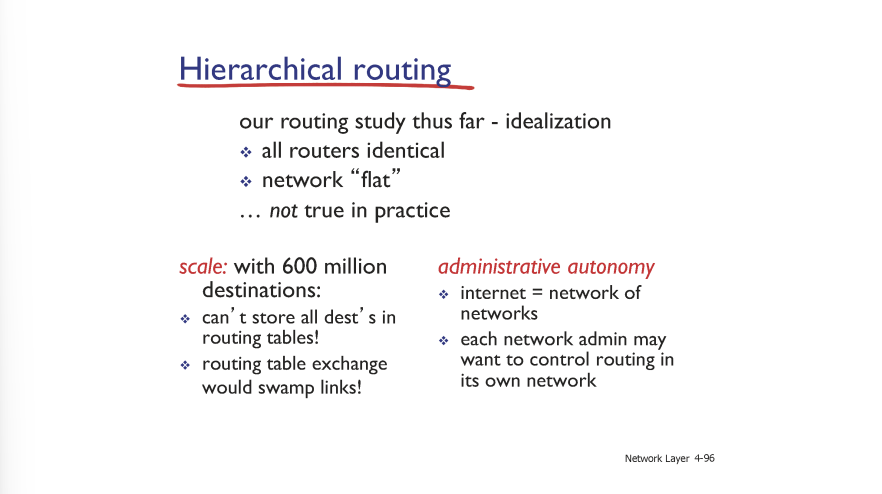 Hierarchical routing
our routing study thus far - idealization
❖ all routers identical
❖ network “flat”
… not true in practice
scale: with 600 million
destinations:
❖ can’t store all dest’s in
routing tables!
❖ routing table exchange
would swamp links!
administrative autonomy
❖ internet = network of
networks
❖ each network admin may
want to control routing in
its own network
Network Layer 4-96